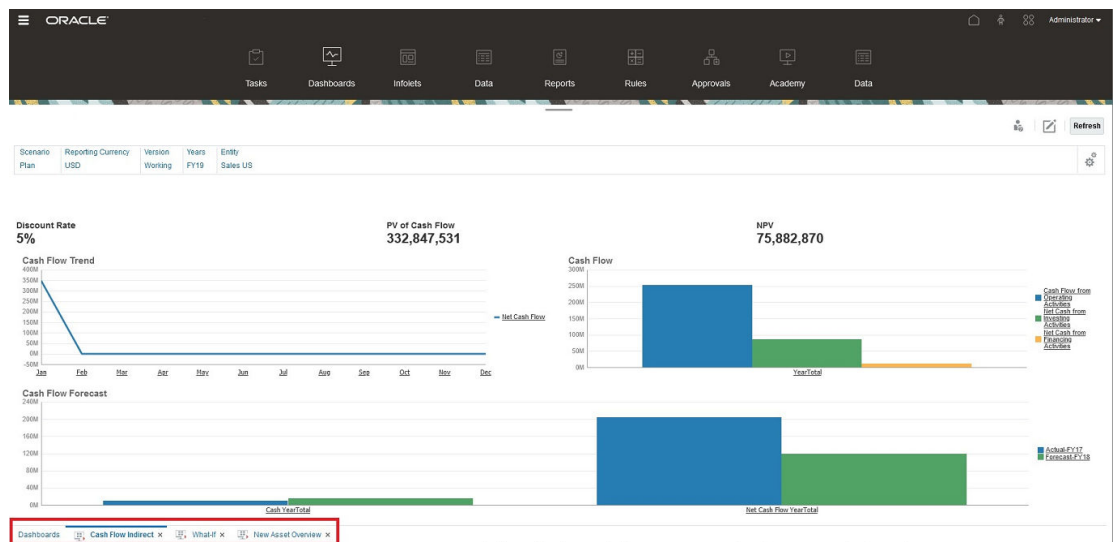 ORACLE
Administrator
Tasks
Dashboards
Infolets
Data
Reports
Rules
Approvals
Academy
Data
Refresh
Scenario Reporting Currency Version Years Entity
Plan USD Working FY19 Sales US
Discount Rate
5%
PV of Cash Flow
332,847,531
NPV
75,882,870
Cash Flow Trend
400M
350M
300M
250M
200M
150M
100M
50M
0M
-50M
Jan Feb Mar Apr May Jun Jul Aug Sep Oct Nov Dec
Net Cash Flow
Cash Flow
300M
250M
200M
150M
100M
50M
0M
YearTotal
Cash Flow from
Operating
Activities
Net Cash from
Investing
Activities
Net Cash from
Financing
Activities
Cash Flow Forecast
240M
200M
160M
120M
80M
40M
0M
Cash YearTotal
Net Cash Flow YearTotal
Actual-FY17
Forecast-FY18
Dashboards Cash Flow Indirect × What-If × New Asset Overview ×